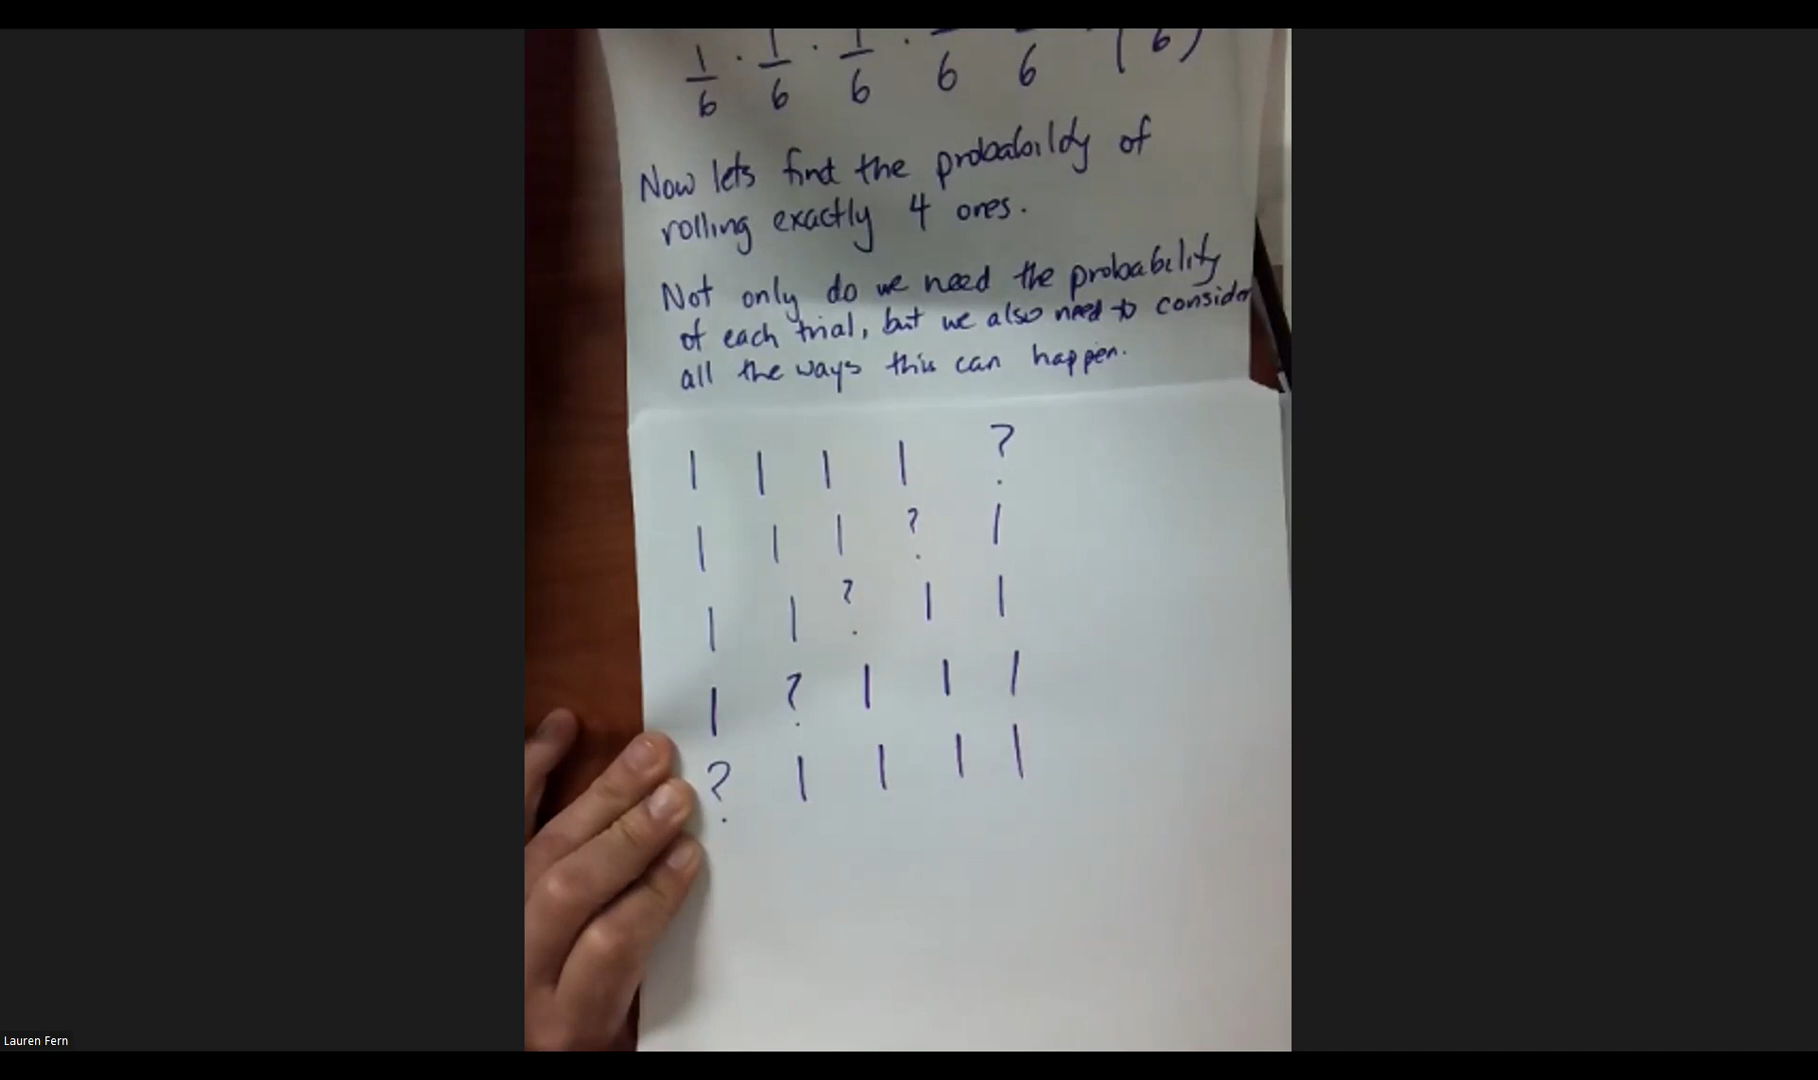 1/6 · 1/6 · 1/6 · 6 6 ( 6 )
Now lets find the probability of
rolling exactly 4 ones.
Not only do we need the probability
of each trial, but we also need to consider
all the ways this can happen.
1 1 1 1 ?
1 1 1 ? 1
1 1 ? 1 1
1 ? 1 1 1
? 1 1 1 1
Lauren Fern